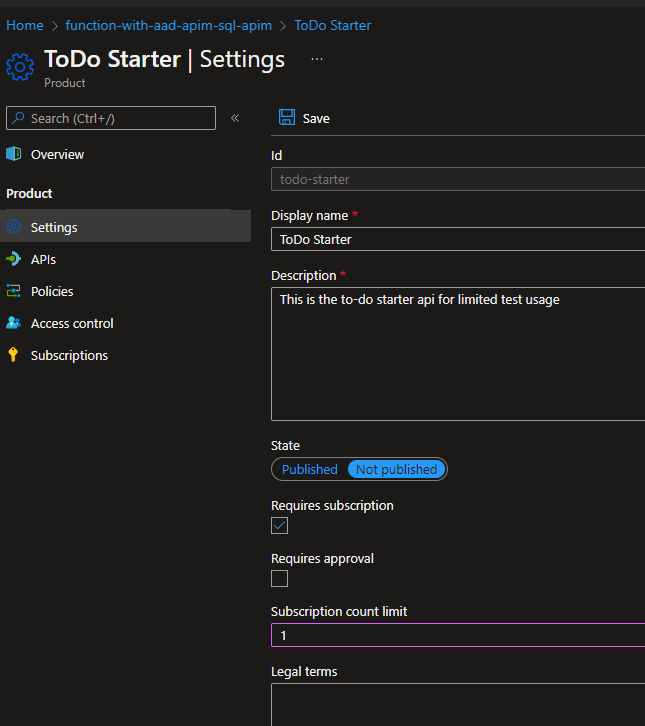 Home > function-with-aad-apim-sql-apim > ToDo Starter
ToDo Starter | Settings ...
Product
Search (Ctrl+/)
«
Save
Overview
Product
Settings
APIs
Policies
Access control
Subscriptions
Id
todo-starter
Display name *
ToDo Starter
Description *
This is the to-do starter api for limited test usage
State
Published Not published
Requires subscription
Requires approval
Subscription count limit
1
Legal terms